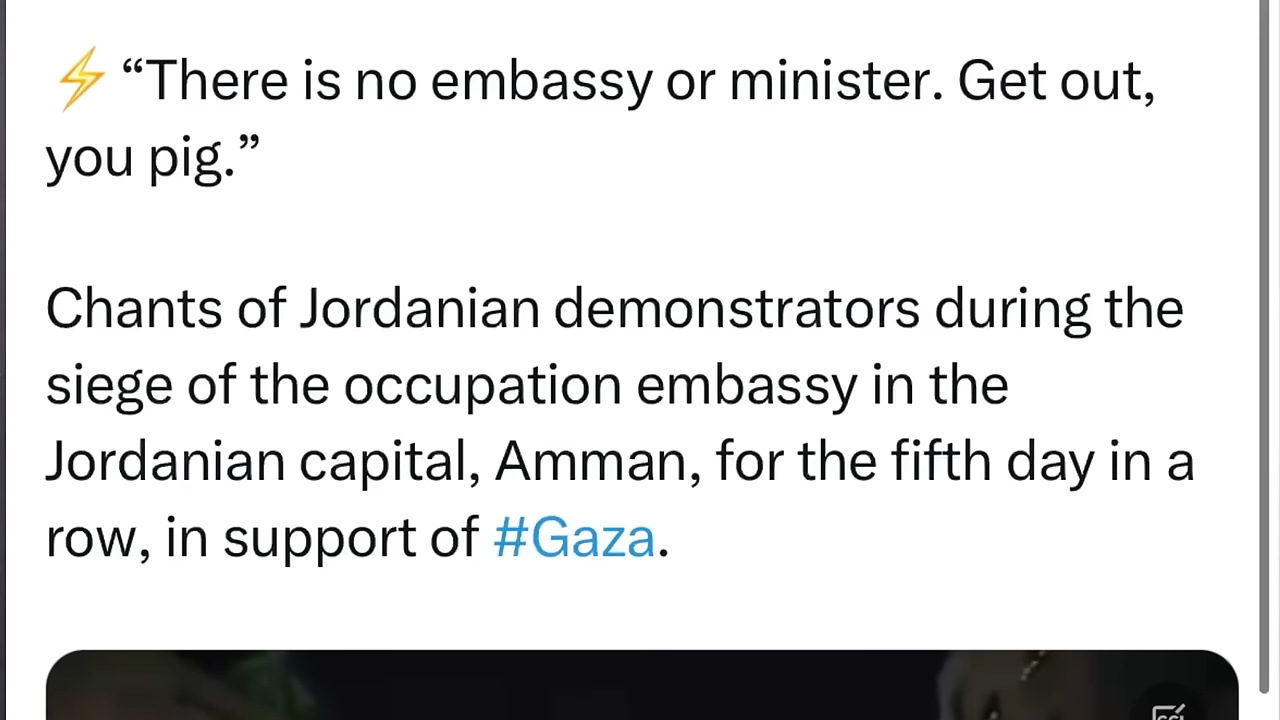 ⚡ “There is no embassy or minister. Get out,
you pig.”
Chants of Jordanian demonstrators during the
siege of the occupation embassy in the
Jordanian capital, Amman, for the fifth day in a
row, in support of #Gaza.